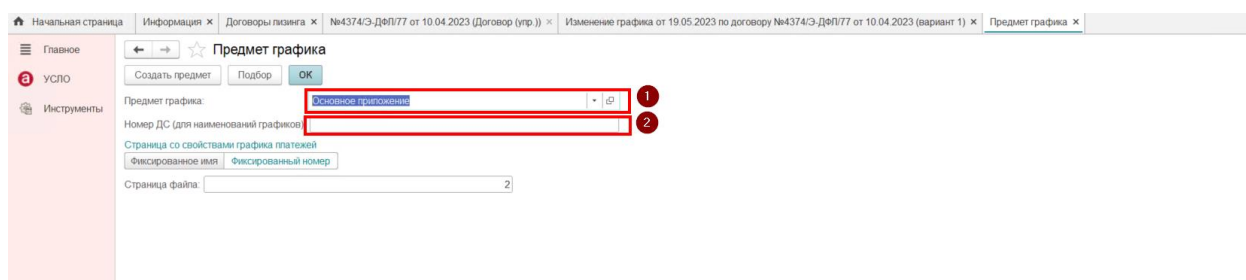 Начальная страница Информация × Договоры лизинга × №4374/Э-ДФЛ/77 от 10.04.2023 (Договор (упр.)) × Изменение графика от 19.05.2023 по договору №4374/Э-ДФЛ/77 от 10.04.2023 (вариант 1) × Предмет графика ×
Главное
УСЛО
Инструменты
Предмет графика
Создать предмет Подбор ОК
Предмет графика: Основное приложение 1
Номер ДС (для наименований графиков) 2
Страница со свойствами графика платежей
Фиксированное имя Фиксированный номер
Страница файла: 2